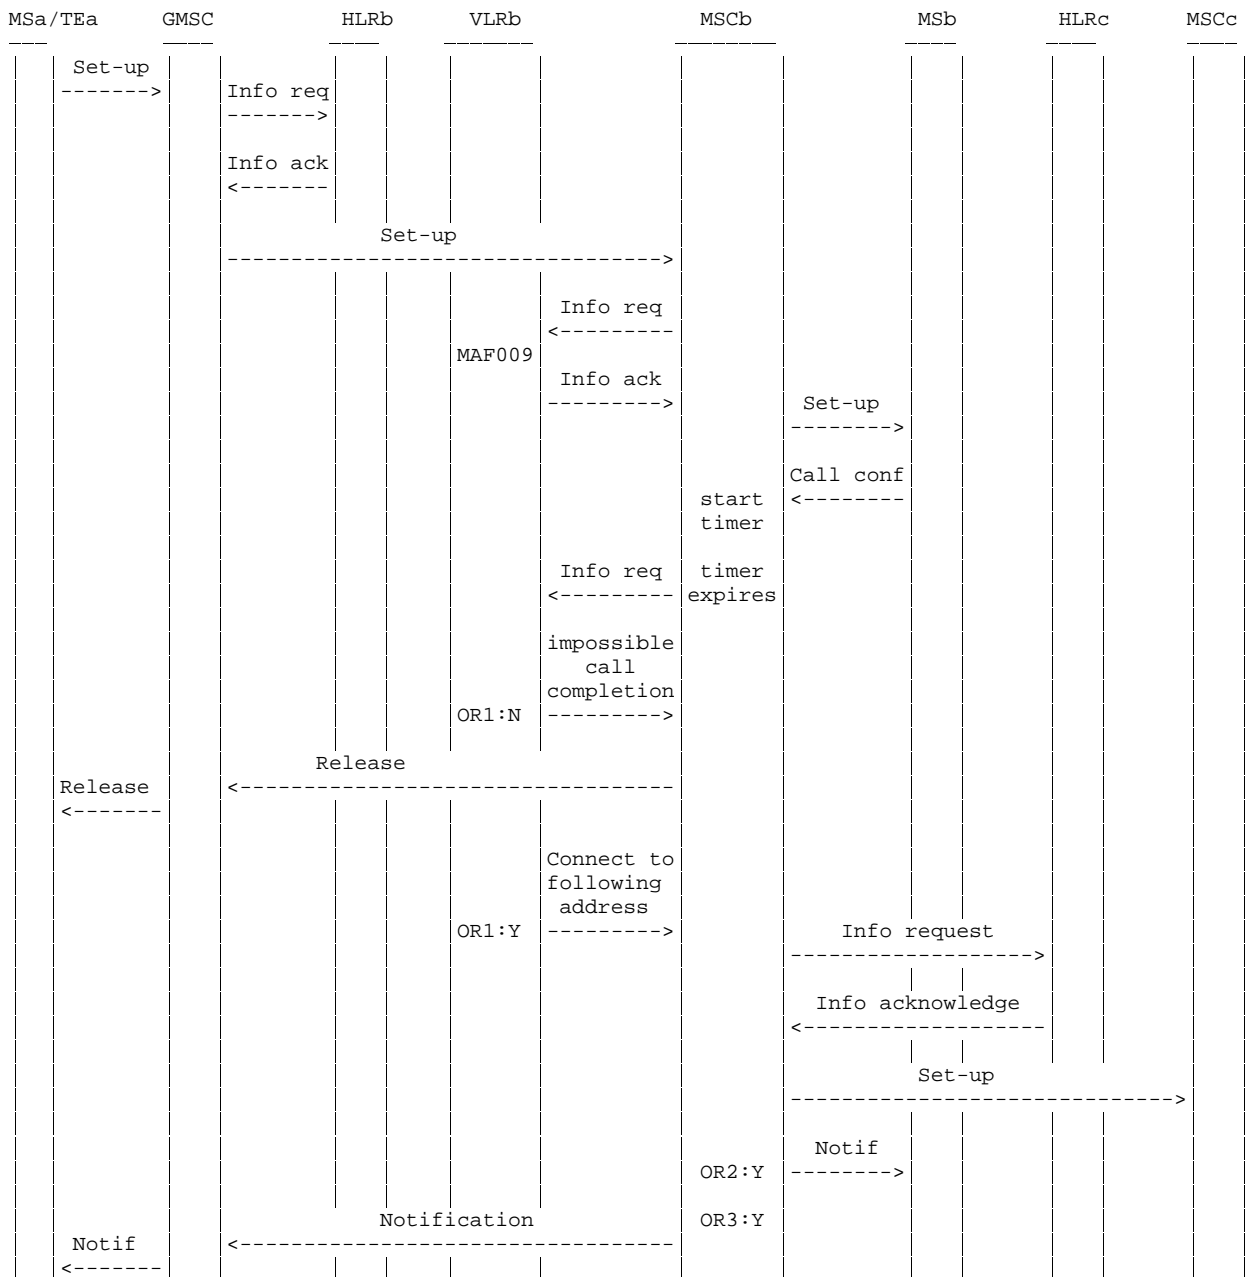 MSa/TEa GMSC HLRb VLRb MSCb MSb HLRc MSCc
Set-up
-------> Info req
------->
Info ack
<-------
Set-up
---------------------------------->
Info req
<---------
MAF009
Info ack
---------> Set-up
-------->
Call conf
start <--------
timer
Info req timer
<--------- expires
impossible
call
completion
OR1:N --------->
Release
Release <----------------------------------
<-------
Connect to
following
address
OR1:Y ---------> Info request
------------------->
Info acknowledge
<-------------------
Set-up
------------------------------>
Notif
OR2:Y -------->
Notification OR3:Y
Notif <----------------------------------
<-------